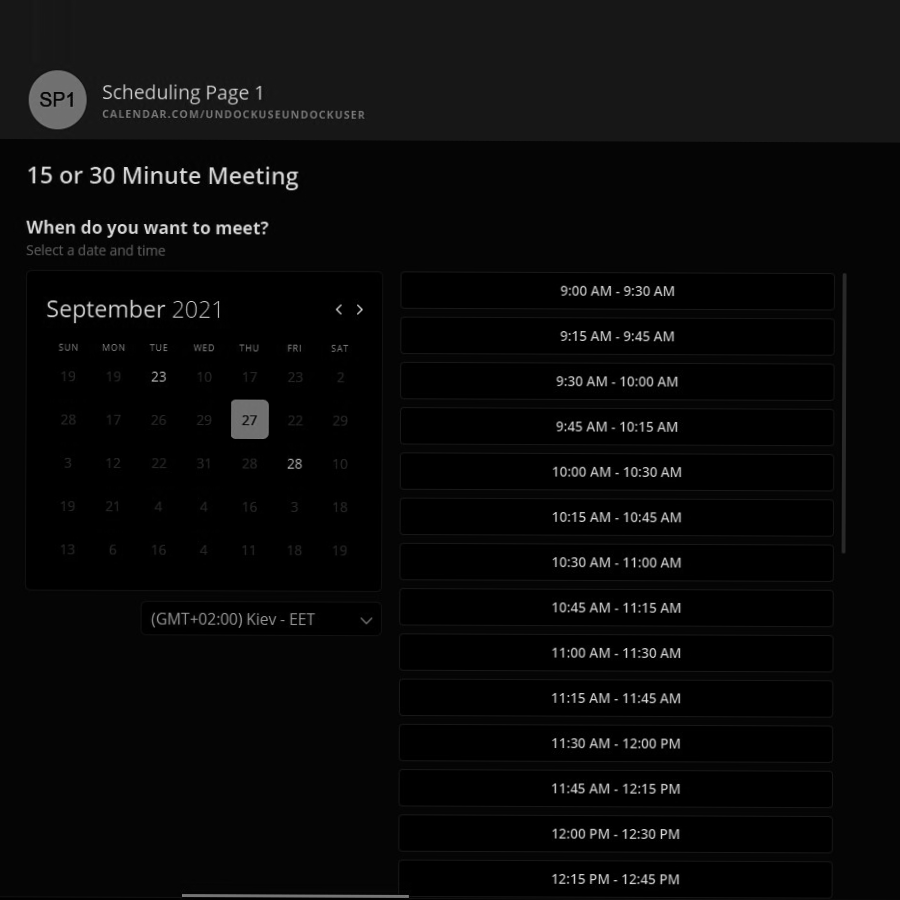 SP1
Scheduling Page 1
CALENDAR.COM/UNDOCKUSEUNDOCKUSER
15 or 30 Minute Meeting
When do you want to meet?
Select a date and time
September 2021
SUN MON TUE WED THU FRI SAT
19 19 23 10 17 23 2
28 17 26 29 27 22 29
3 12 22 31 28 28 10
19 21 4 4 16 3 18
13 6 16 4 11 18 19
(GMT+02:00) Kiev - EET
9:00 AM - 9:30 AM
9:15 AM - 9:45 AM
9:30 AM - 10:00 AM
9:45 AM - 10:15 AM
10:00 AM - 10:30 AM
10:15 AM - 10:45 AM
10:30 AM - 11:00 AM
10:45 AM - 11:15 AM
11:00 AM - 11:30 AM
11:15 AM - 11:45 AM
11:30 AM - 12:00 PM
11:45 AM - 12:15 PM
12:00 PM - 12:30 PM
12:15 PM - 12:45 PM